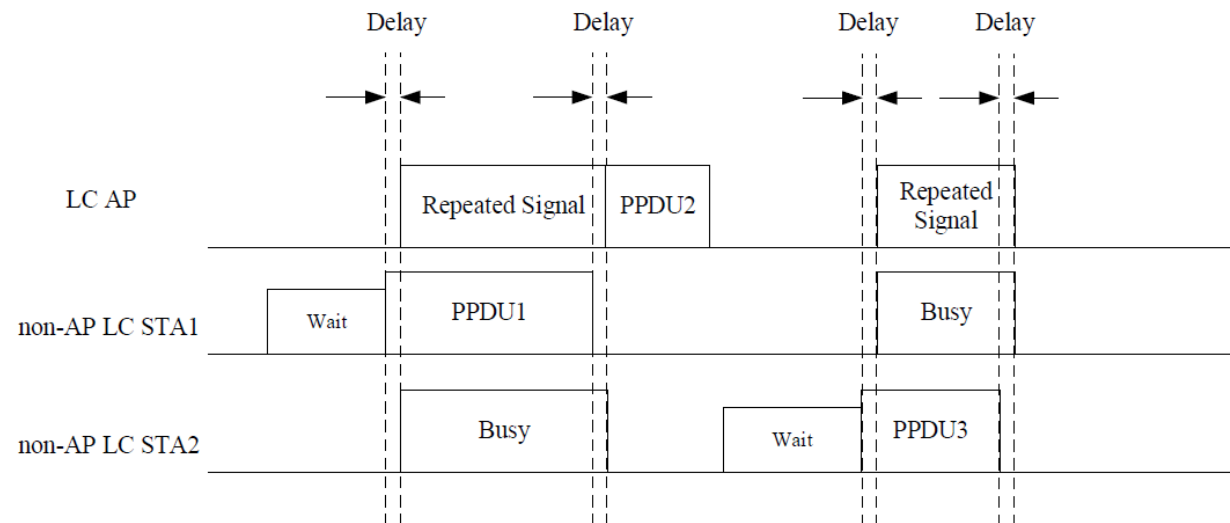 Delay Delay Delay Delay
LC AP
Repeated Signal
PPDU2
Repeated
Signal
non-AP LC STA1
Wait
PPDU1
Busy
non-AP LC STA2
Busy
Wait
PPDU3